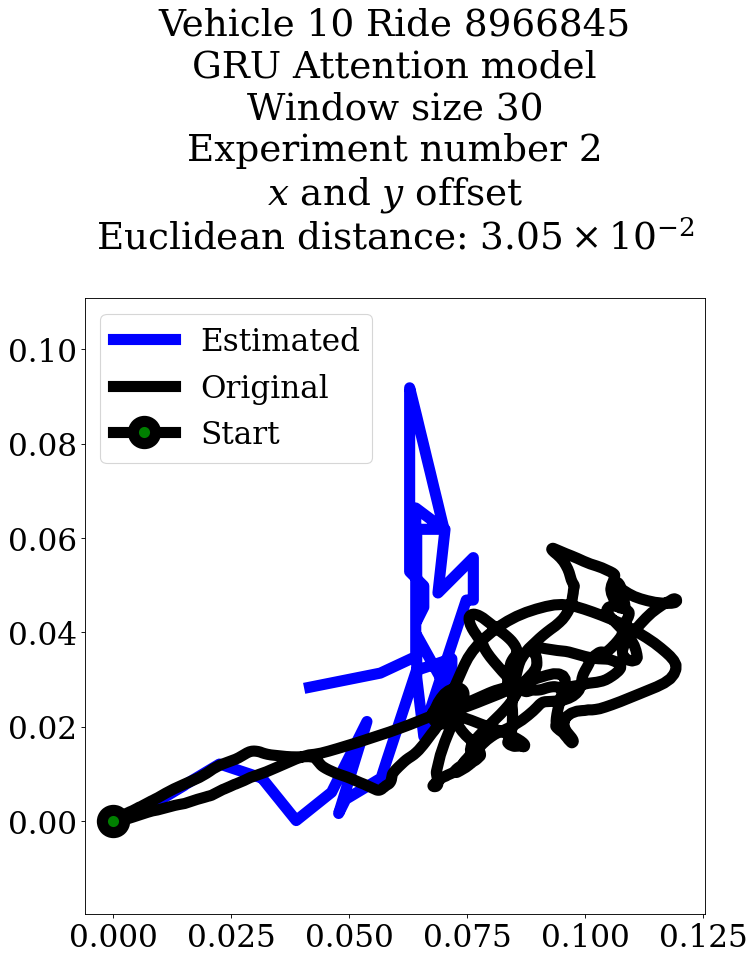 Vehicle 10 Ride 8966845
GRU Attention model
Window size 30
Experiment number 2
x and y offset
Euclidean distance: 3.05 × 10⁻²
Estimated
Original
Start
0.10
0.08
0.06
0.04
0.02
0.00
0.000 0.025 0.050 0.075 0.100 0.125